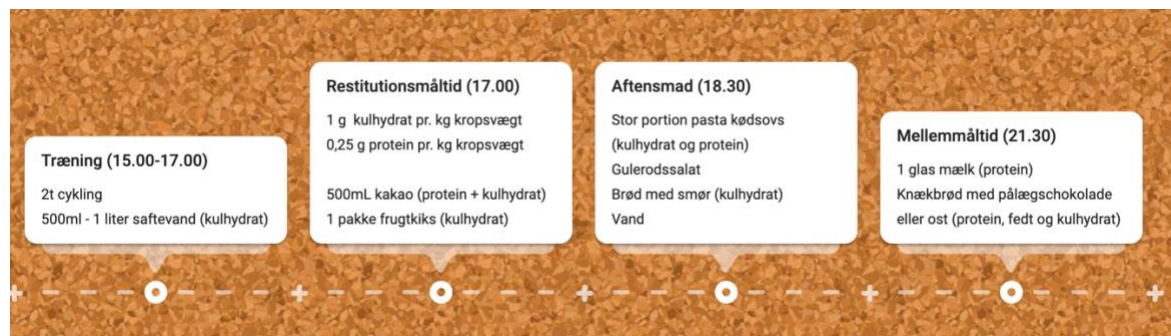 Træning (15.00-17.00)
2t cykling
500ml - 1 liter saftevand (kulhydrat)
Restitutionsmåltid (17.00)
1 g kulhydrat pr. kg kropsvægt
0,25 g protein pr. kg kropsvægt
500mL kakao (protein + kulhydrat)
1 pakke frugtkiks (kulhydrat)
Aftensmad (18.30)
Stor portion pasta kødsovs
(kulhydrat og protein)
Gulerodssalat
Brød med smør (kulhydrat)
Vand
Mellemmåltid (21.30)
1 glas mælk (protein)
Knækbrød med pålægschokolade
eller ost (protein, fedt og kulhydrat)